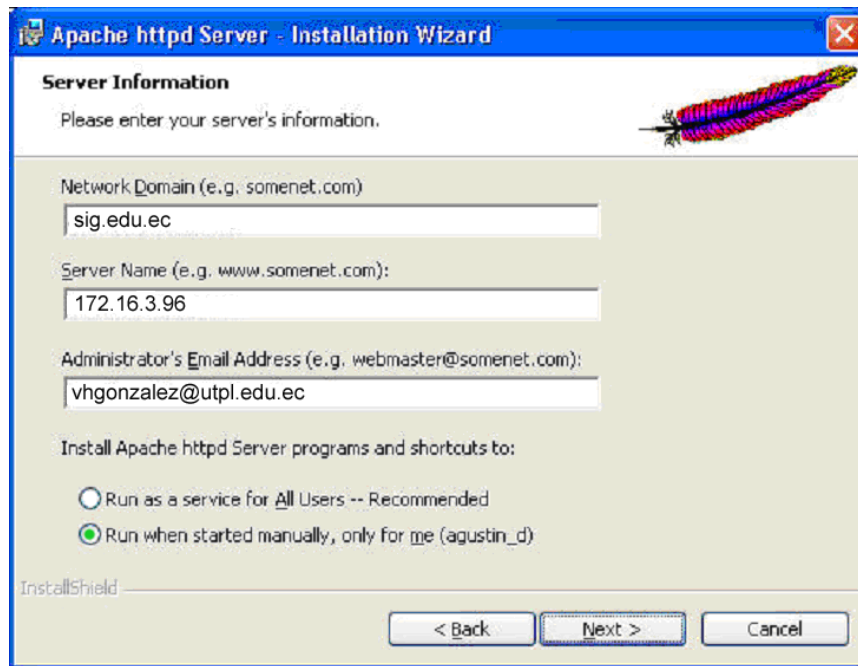 Apache httpd Server - Installation Wizard
Server Information
Please enter your server's information.
Network Domain (e.g. somenet.com)
sig.edu.ec
Server Name (e.g. www.somenet.com):
172.16.3.96
Administrator's Email Address (e.g. webmaster@somenet.com):
vhgonzalez@utpl.edu.ec
Install Apache httpd Server programs and shortcuts to:
Run as a service for All Users -- Recommended
Run when started manually, only for me (agustin_d)
InstallShield
< Back Next > Cancel